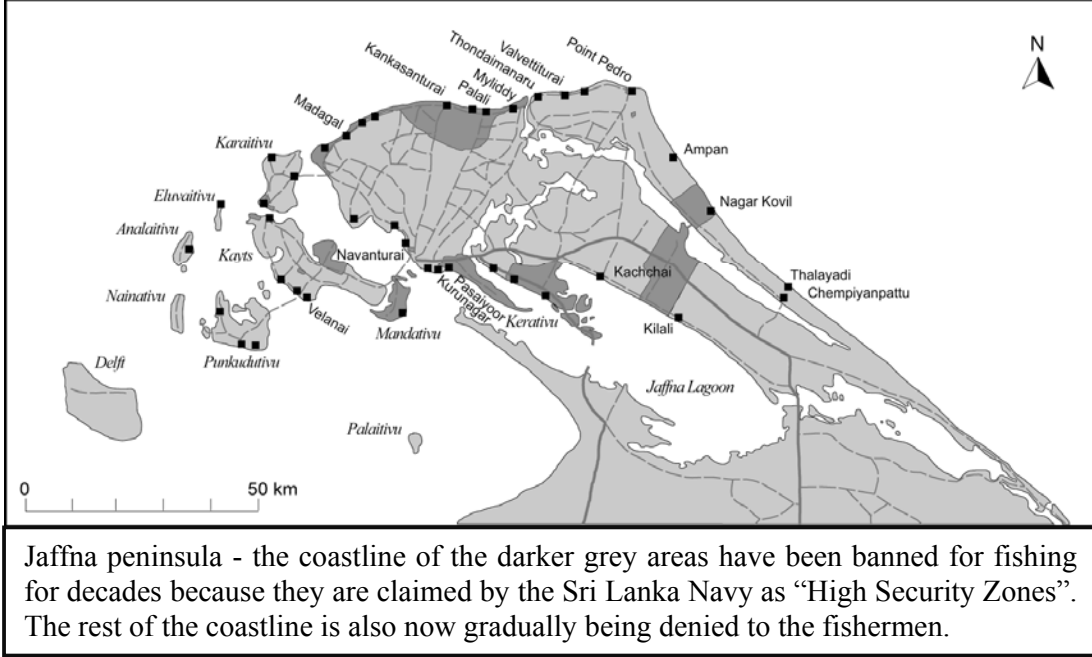 N
Point Pedro
Valvettiturai
Thondaimanaru
Myliddy
Palali
Kankasanturai
Madagal
Karaitivu
Ampan
Eluvaitivu
Nagar Kovil
Analaitivu
Kayts
Navanturai
Kachchai
Thalayadi
Chempiyanpattu
Nainativu
Velanai
Mandativu
Pasaiyoor
Kurunagar
Kerativu
Kilali
Delft
Punkudutivu
Jaffna Lagoon
Palaitivu
0 50 km
Jaffna peninsula - the coastline of the darker grey areas have been banned for fishing
for decades because they are claimed by the Sri Lanka Navy as “High Security Zones”.
The rest of the coastline is also now gradually being denied to the fishermen.